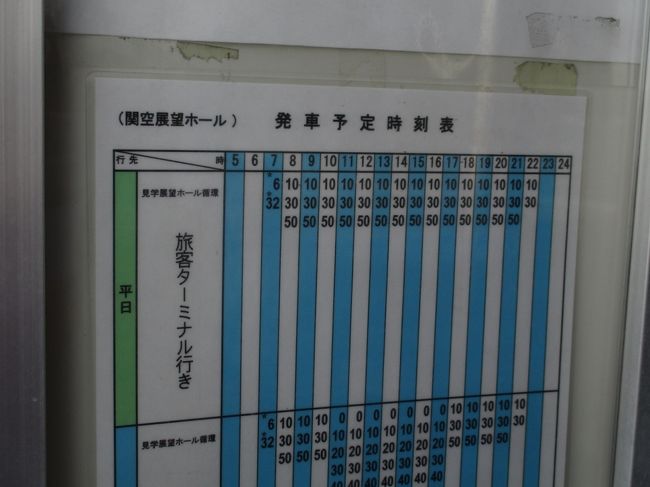 (関空展望ホール) 発車予定時刻表
行先 時 5 6 7 8 9 10 11 12 13 14 15 16 17 18 19 20 21 22 23 24
見学展望ホール循環 *6 10 10 10 10 10 10 10 10 10 10 10 10 10 10 10
*32 30 30 30 30 30 30 30 30 30 30 30 30 30 30 30
50 50 50 50 50 50 50 50 50 50 50 50 50 50
旅客ターミナル行き
平日
*6 10 10 10 0 0 0 0 0 0 0 10 10 10 10 10
見学展望ホール循環 *32 30 30 30 10 10 10 10 10 10 10 30 30 30 30 30
50 50 50 20 20 20 20 20 20 20 50 50 50 50
30 30 30 30 30 30 30
40 40 40 40 40 40 40